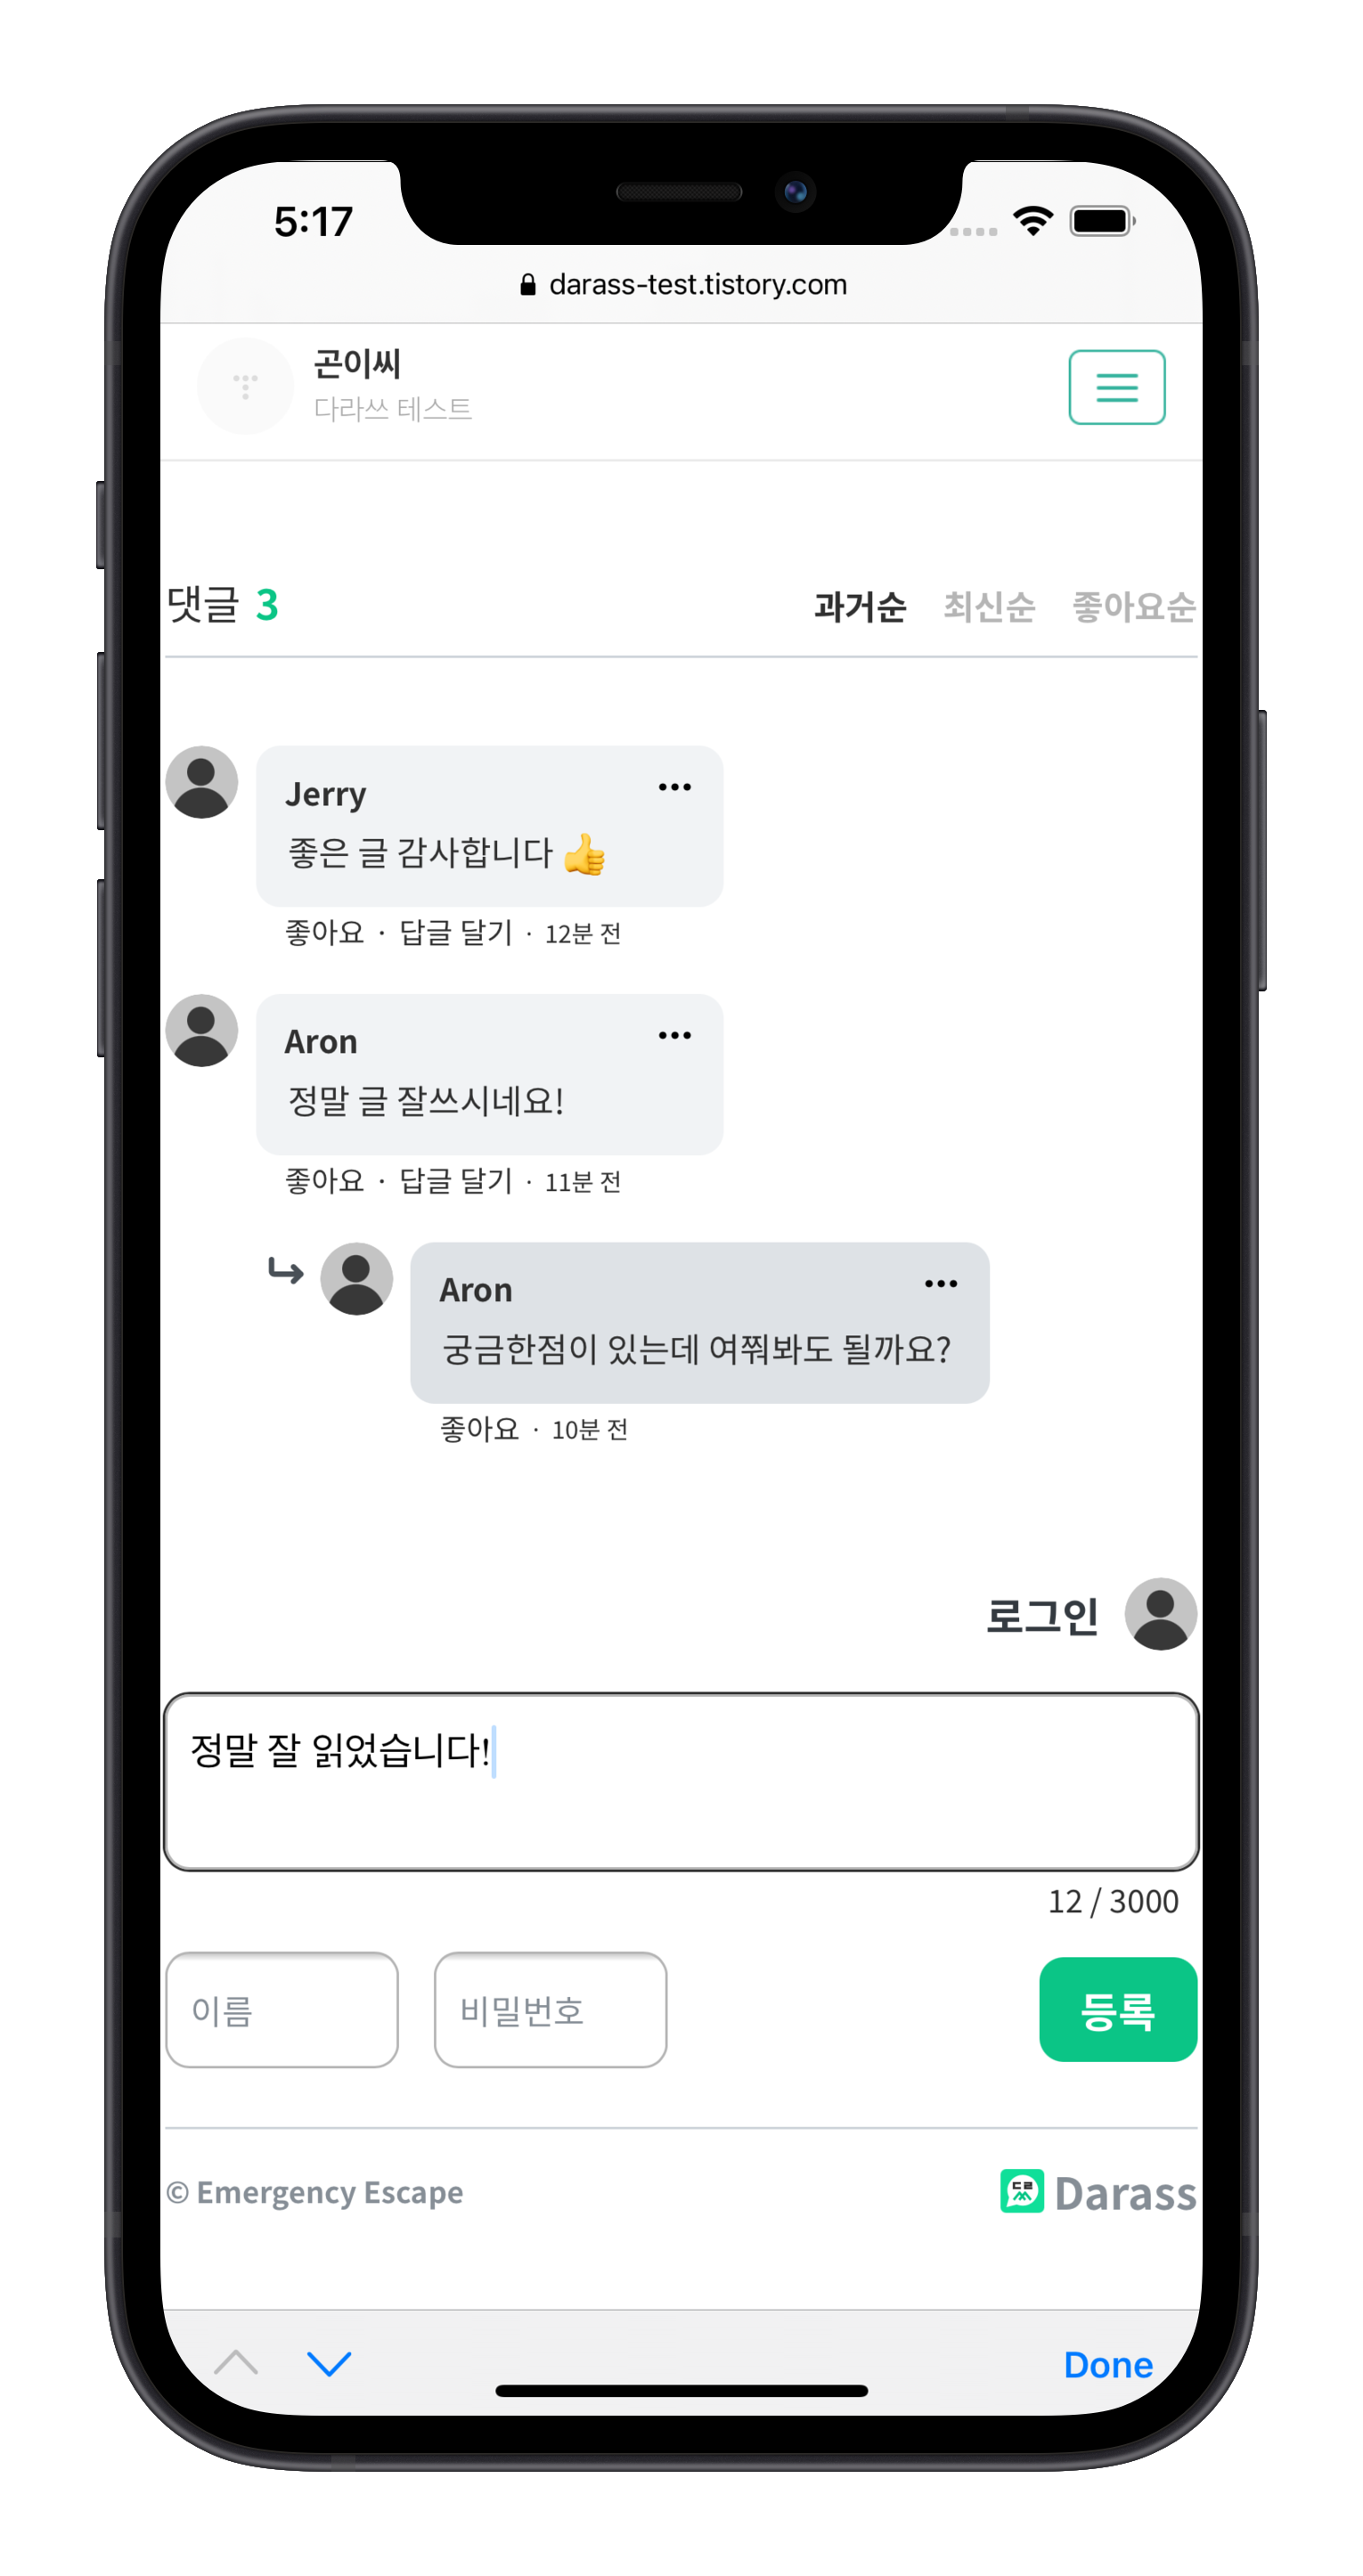 5:17
darass-test.tistory.com
곤이씨
다라쓰 테스트
댓글 3
과거순 최신순 좋아요순
Jerry
좋은 글 감사합니다 👍
좋아요 · 답글 달기 · 12분 전
Aron
정말 글 잘쓰시네요!
좋아요 · 답글 달기 · 11분 전
Aron
궁금한점이 있는데 여쭤봐도 될까요?
좋아요 · 10분 전
로그인
정말 잘 읽었습니다!
12 / 3000
이름
비밀번호
등록
© Emergency Escape
Darass
Done